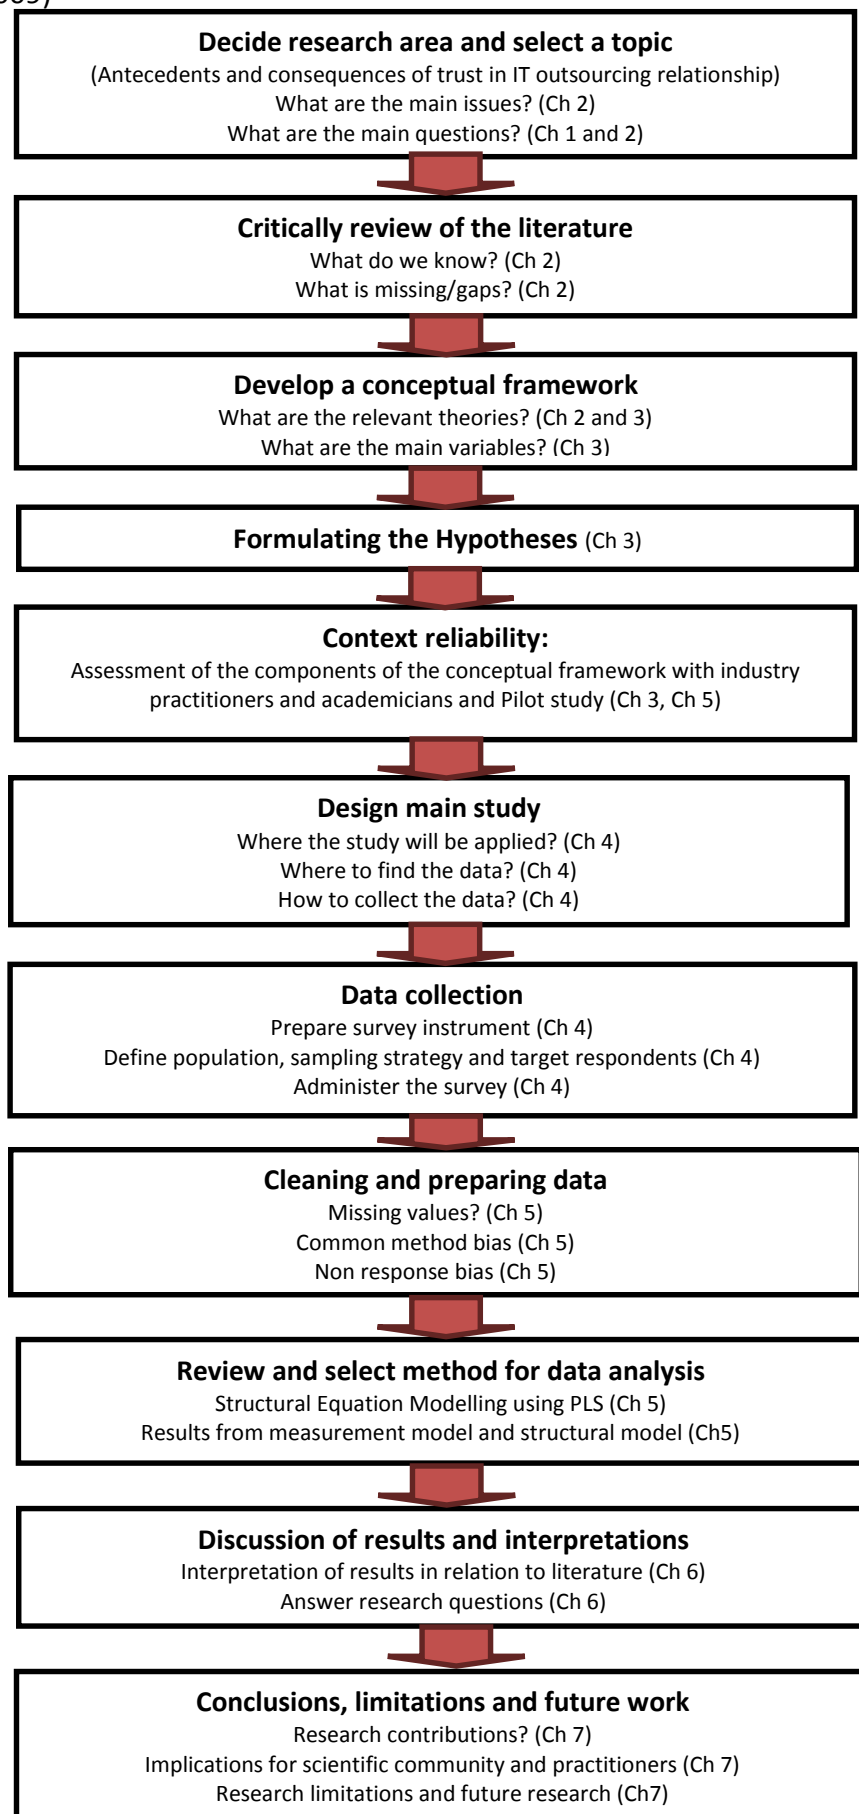 Decide research area and select a topic
(Antecedents and consequences of trust in IT outsourcing relationship)
What are the main issues? (Ch 2)
What are the main questions? (Ch 1 and 2)
Critically review of the literature
What do we know? (Ch 2)
What is missing/gaps? (Ch 2)
Develop a conceptual framework
What are the relevant theories? (Ch 2 and 3)
What are the main variables? (Ch 3)
Formulating the Hypotheses (Ch 3)
Context reliability:
Assessment of the components of the conceptual framework with industry
practitioners and academicians and Pilot study (Ch 3, Ch 5)
Design main study
Where the study will be applied? (Ch 4)
Where to find the data? (Ch 4)
How to collect the data? (Ch 4)
Data collection
Prepare survey instrument (Ch 4)
Define population, sampling strategy and target respondents (Ch 4)
Administer the survey (Ch 4)
Cleaning and preparing data
Missing values? (Ch 5)
Common method bias (Ch 5)
Non response bias (Ch 5)
Review and select method for data analysis
Structural Equation Modelling using PLS (Ch 5)
Results from measurement model and structural model (Ch5)
Discussion of results and interpretations
Interpretation of results in relation to literature (Ch 6)
Answer research questions (Ch 6)
Conclusions, limitations and future work
Research contributions? (Ch 7)
Implications for scientific community and practitioners (Ch 7)
Research limitations and future research (Ch7)